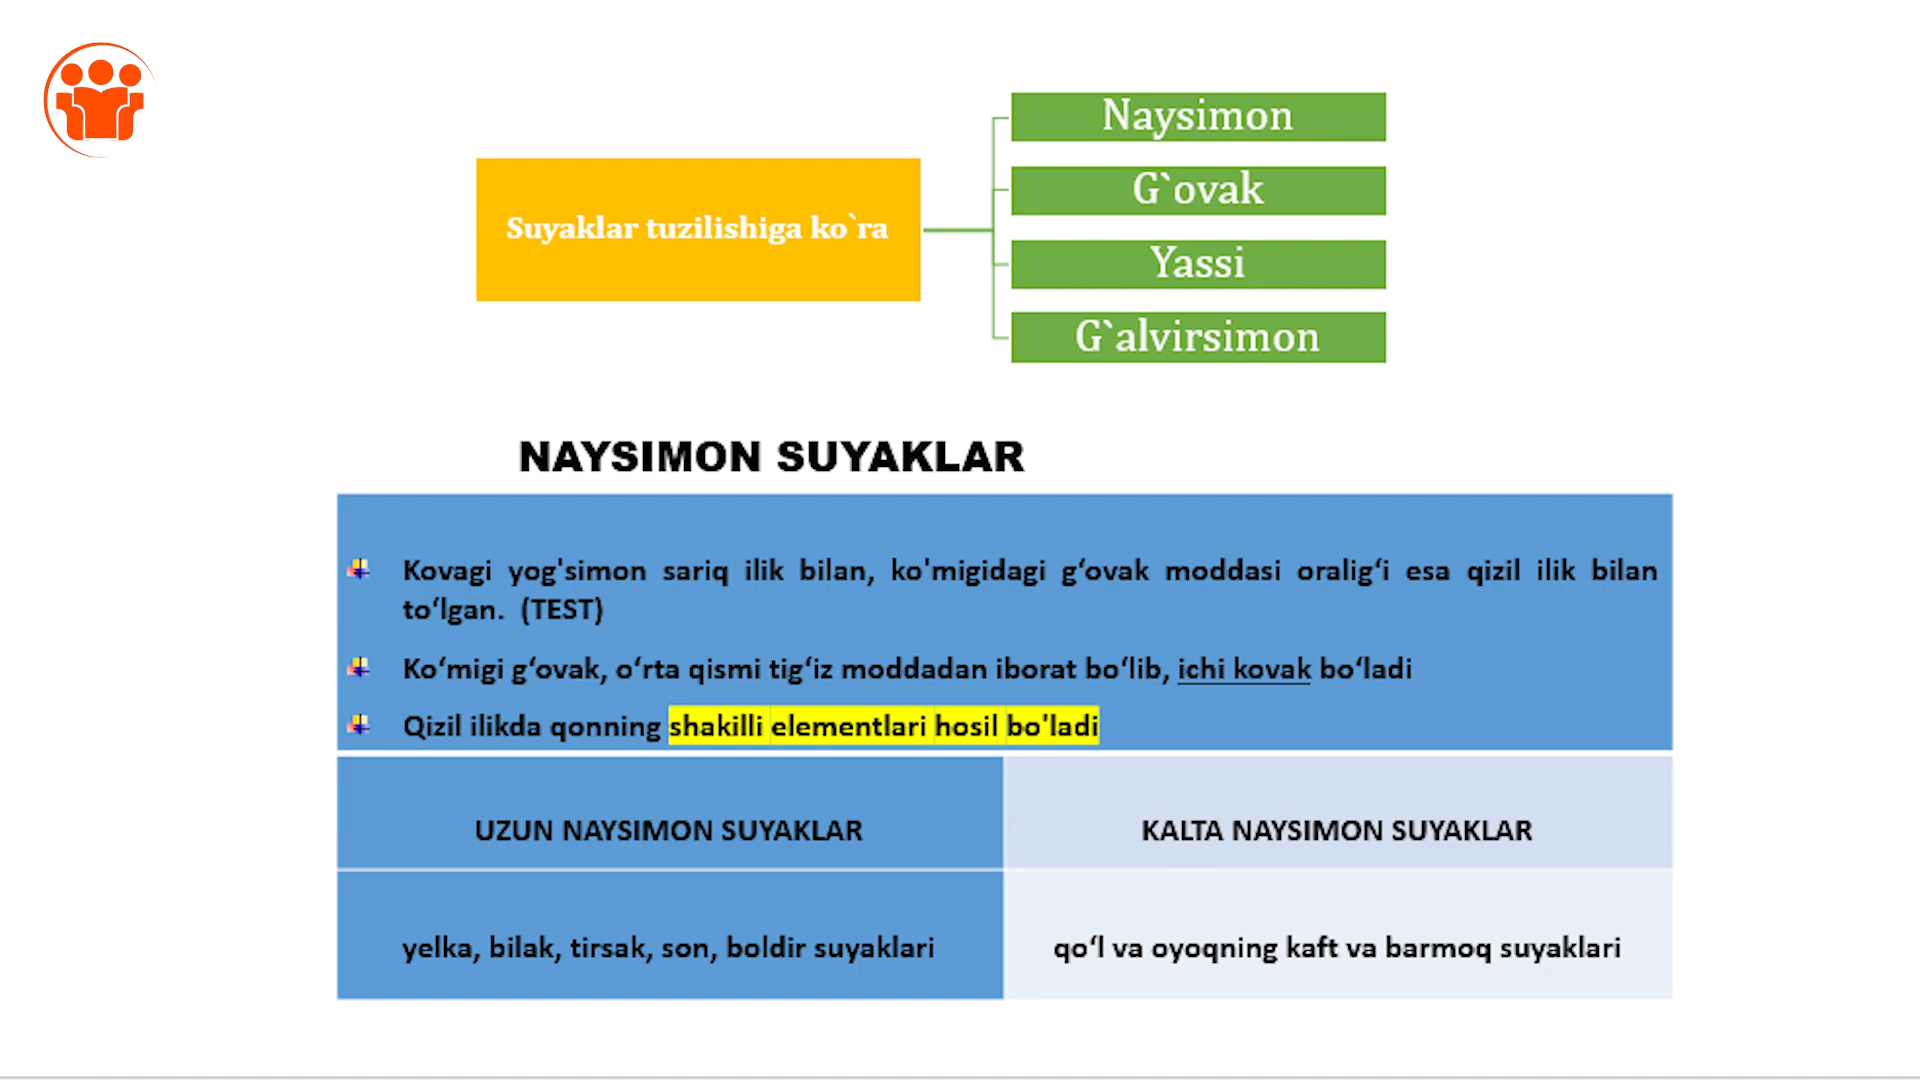 Suyaklar tuzilishiga ko`ra
Naysimon
G`ovak
Yassi
G`alvirsimon
NAYSIMON SUYAKLAR
Kovagi yog'simon sariq ilik bilan, ko'migidagi g‘ovak moddasi oralig‘i esa qizil ilik bilan
to‘lgan. (TEST)
Ko‘migi g‘ovak, o‘rta qismi tig‘iz moddadan iborat bo‘lib, ichi kovak bo‘ladi
Qizil ilikda qonning shakilli elementlari hosil bo'ladi
UZUN NAYSIMON SUYAKLAR
KALTA NAYSIMON SUYAKLAR
yelka, bilak, tirsak, son, boldir suyaklari
qo‘l va oyoqning kaft va barmoq suyaklari